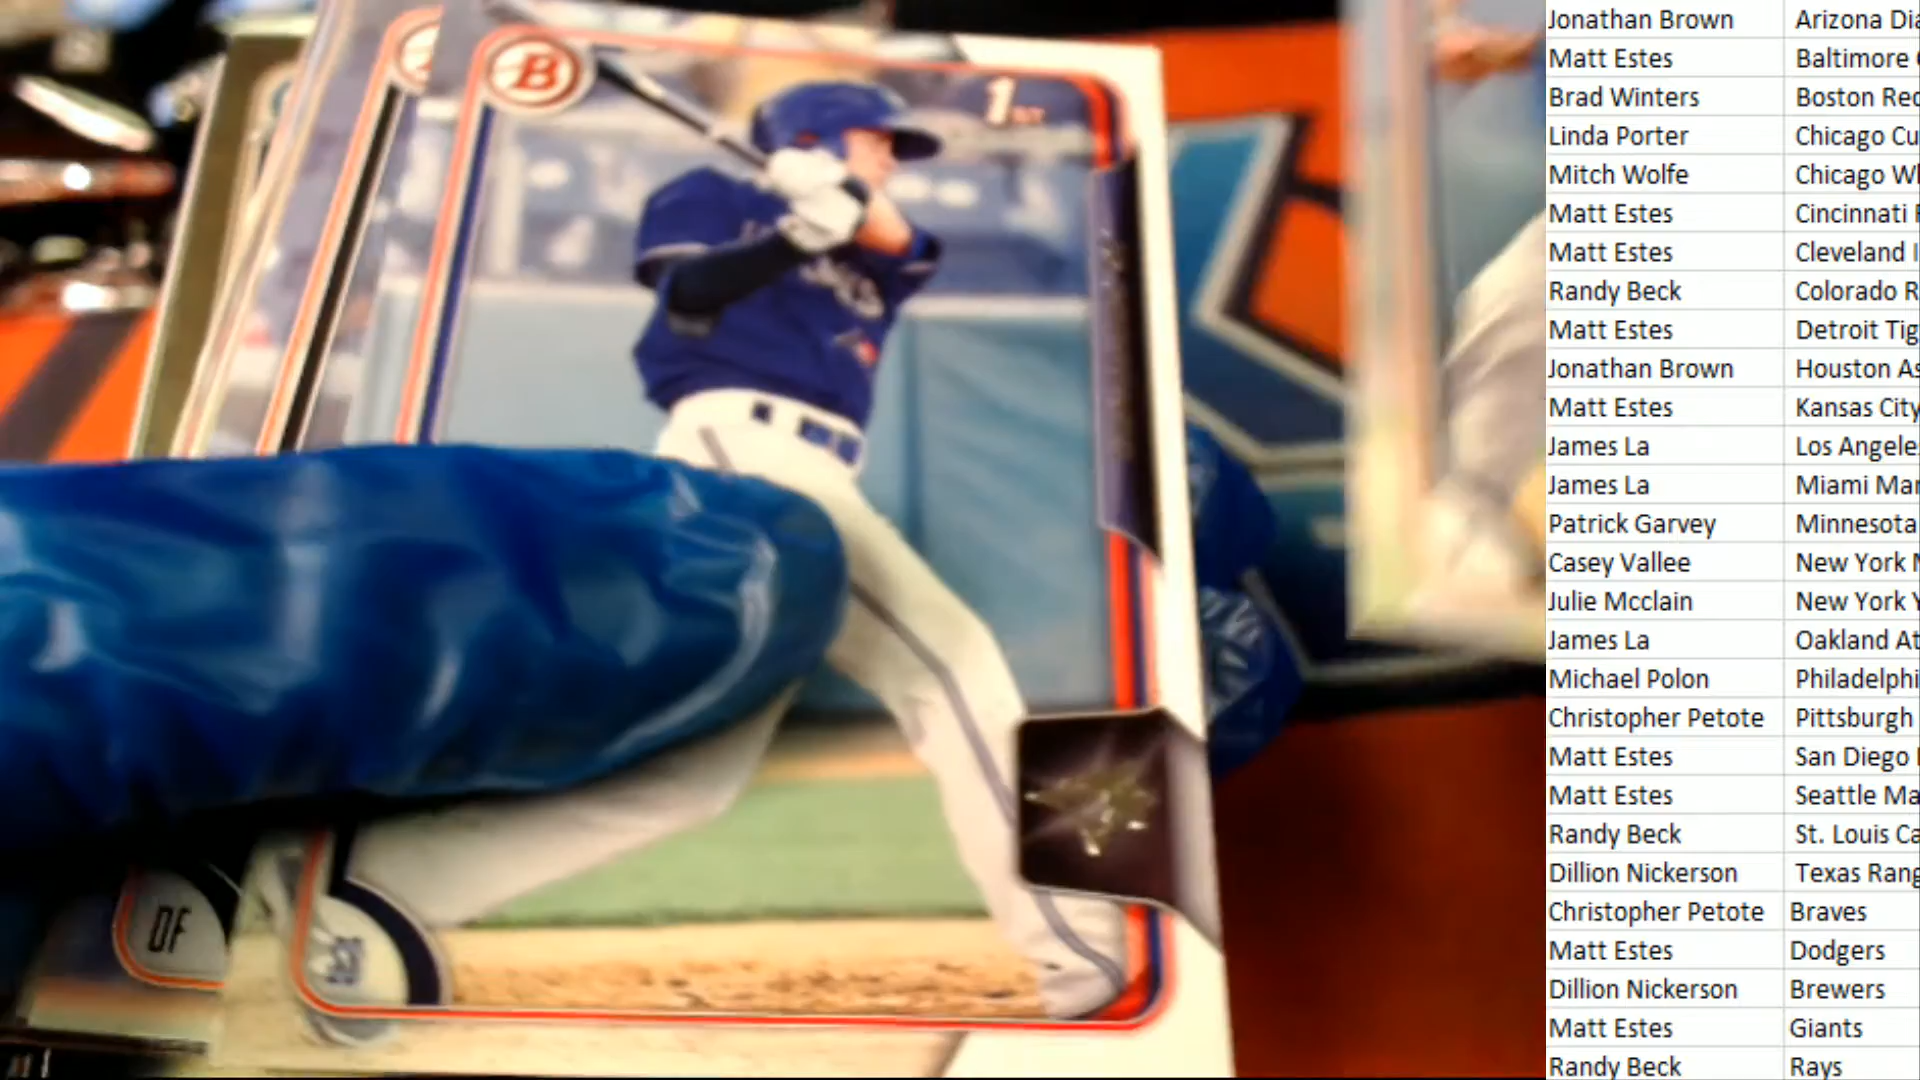 B
1ST
DF
Jonathan Brown Arizona Dia
Matt Estes Baltimore
Brad Winters Boston Red
Linda Porter Chicago Cu
Mitch Wolfe Chicago Wh
Matt Estes Cincinnati R
Matt Estes Cleveland I
Randy Beck Colorado R
Matt Estes Detroit Tig
Jonathan Brown Houston As
Matt Estes Kansas City
James La Los Angele
James La Miami Mar
Patrick Garvey Minnesota
Casey Vallee New York M
Julie Mcclain New York Y
James La Oakland At
Michael Polon Philadelphi
Christopher Petote Pittsburgh
Matt Estes San Diego
Matt Estes Seattle Ma
Randy Beck St. Louis Ca
Dillion Nickerson Texas Rang
Christopher Petote Braves
Matt Estes Dodgers
Dillion Nickerson Brewers
Matt Estes Giants
Randy Beck Rays